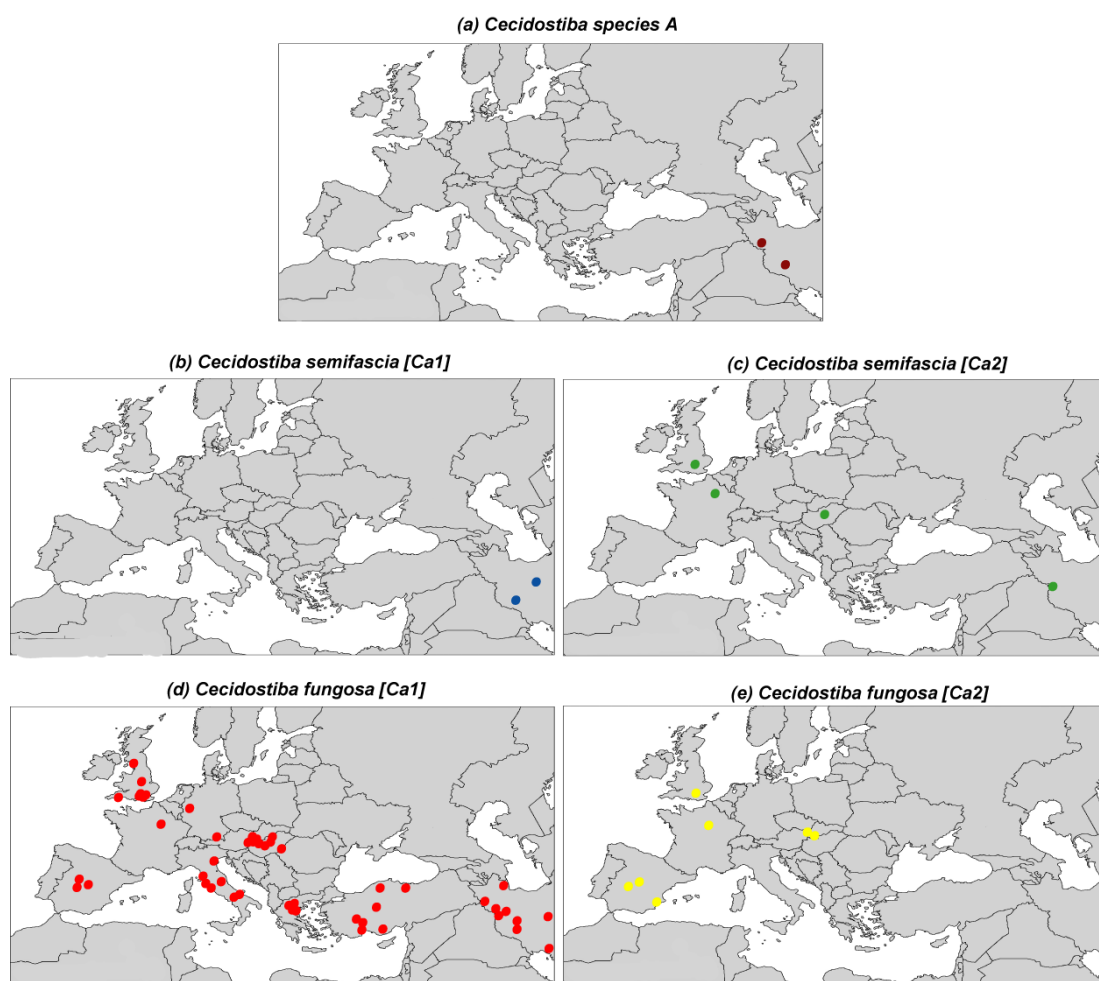 (a) Cecidostiba species A
(b) Cecidostiba semifascia [Ca1]
(c) Cecidostiba semifascia [Ca2]
(d) Cecidostiba fungosa [Ca1]
(e) Cecidostiba fungosa [Ca2]